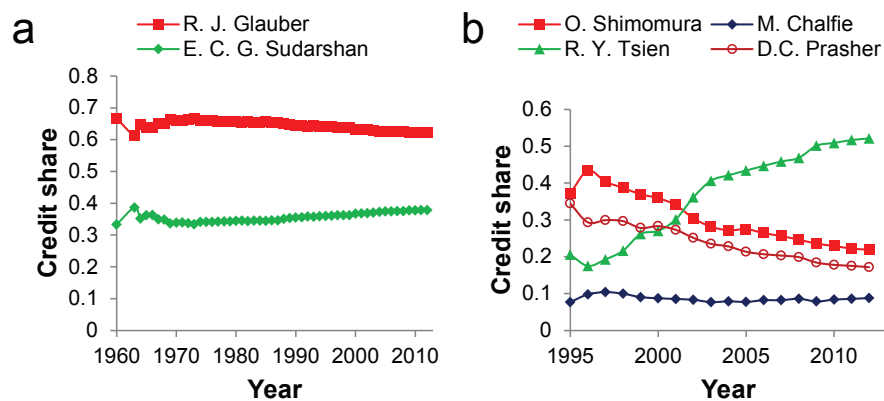 a
R. J. Glauber
E. C. G. Sudarshan
Credit share
0.8
0.7
0.6
0.5
0.4
0.3
0.2
0.1
0
1960 1970 1980 1990 2000 2010
Year
b
O. Shimomura M. Chalfie
R. Y. Tsien D.C. Prasher
Credit share
0.6
0.5
0.4
0.3
0.2
0.1
0
1995 2000 2005 2010
Year